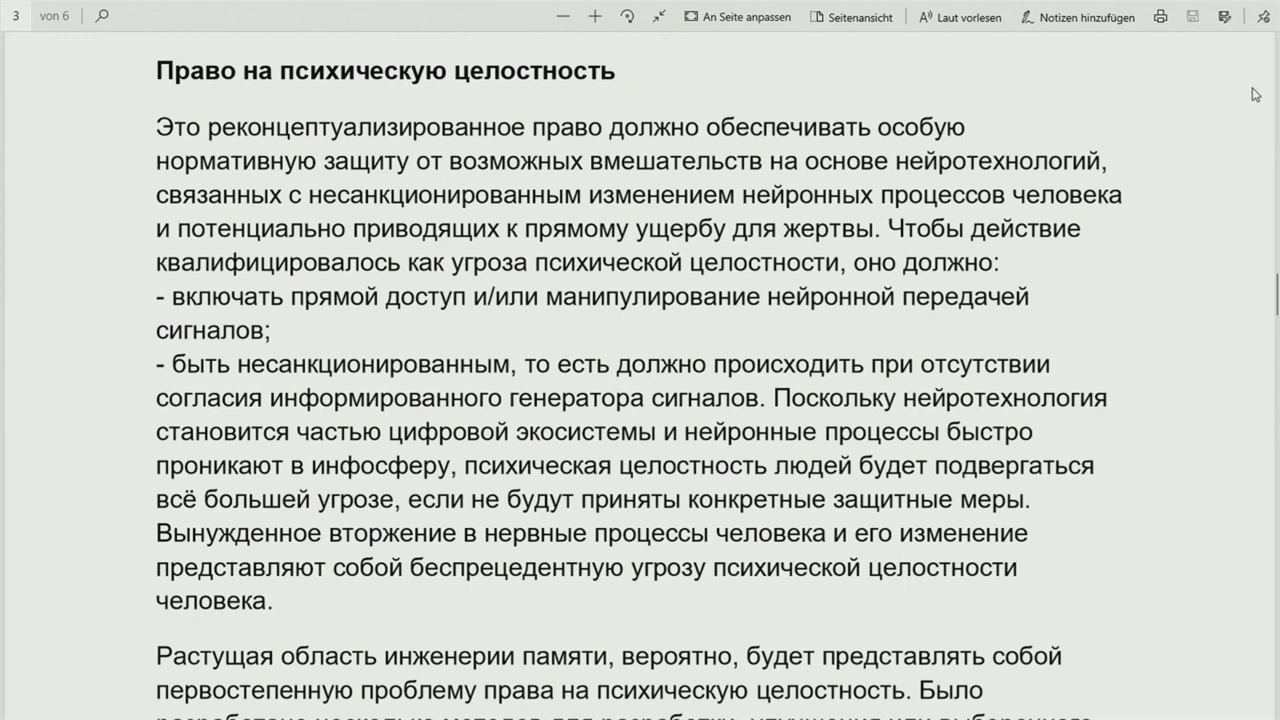 3 von 6 An Seite anpassen Seitenansicht Laut vorlesen Notizen hinzufügen
Право на психическую целостность
Это реконцептуализированное право должно обеспечивать особую
нормативную защиту от возможных вмешательств на основе нейротехнологий,
связанных с несанкционированным изменением нейронных процессов человека
и потенциально приводящих к прямому ущербу для жертвы. Чтобы действие
квалифицировалось как угроза психической целостности, оно должно:
- включать прямой доступ и/или манипулирование нейронной передачей
сигналов;
- быть несанкционированным, то есть должно происходить при отсутствии
согласия информированного генератора сигналов. Поскольку нейротехнология
становится частью цифровой экосистемы и нейронные процессы быстро
проникают в инфосферу, психическая целостность людей будет подвергаться
всё большей угрозе, если не будут приняты конкретные защитные меры.
Вынужденное вторжение в нервные процессы человека и его изменение
представляют собой беспрецедентную угрозу психической целостности
человека.
Растущая область инженерии памяти, вероятно, будет представлять собой
первостепенную проблему права на психическую целостность. Было